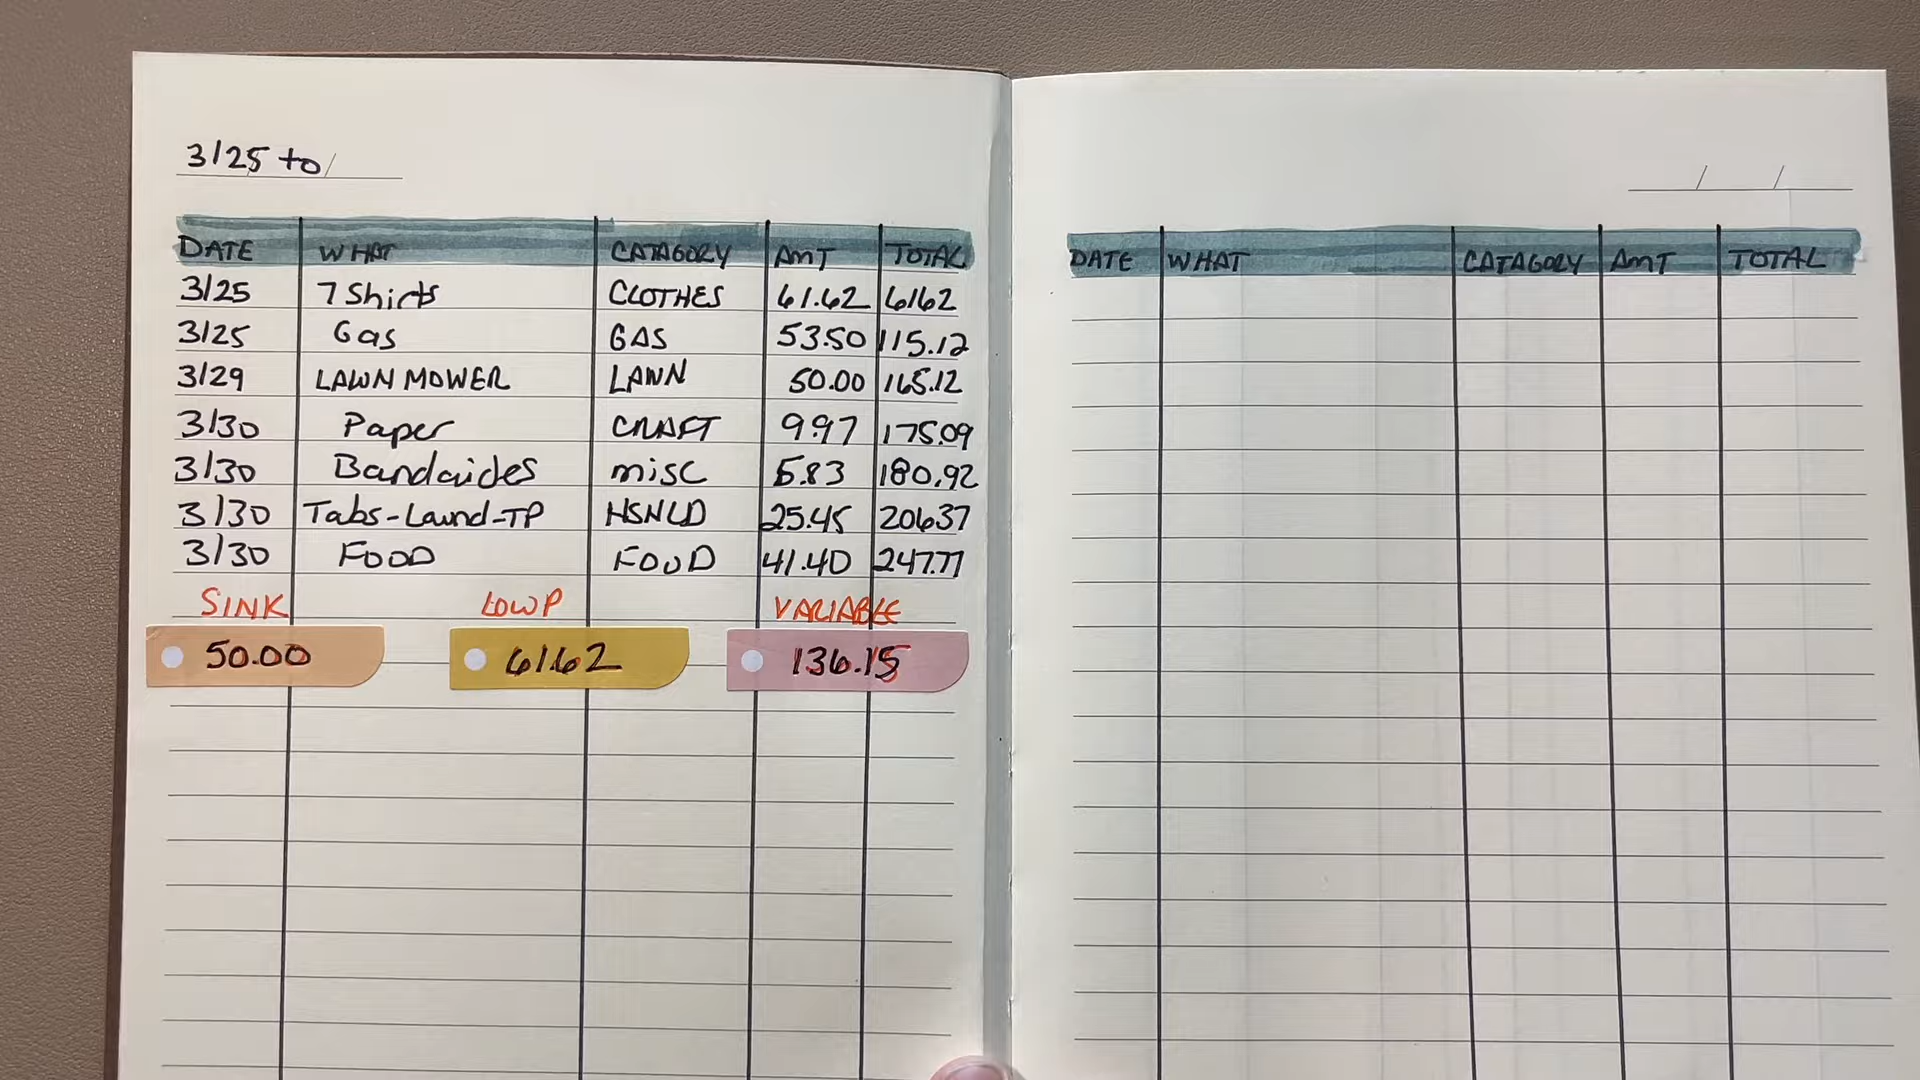 3/25 to
DATE WHAT CATAGORY AMT TOTAL
3/25 7 Shirts CLOTHES 61.62 6162
3/25 Gas GAS 53.50 115.12
3/29 LAWN MOWER LAWN 50.00 165.12
3/30 Paper CRAFT 9.97 175.09
3/30 Bandaides misc 5.83 180.92
3/30 Tabs-Laund-TP HSHLD 25.45 206.37
3/30 FOOD FOOD 41.40 247.77
SINK LOWP VARIABLE
50.00 61.62 136.15
/ /
DATE WHAT CATAGORY AMT TOTAL